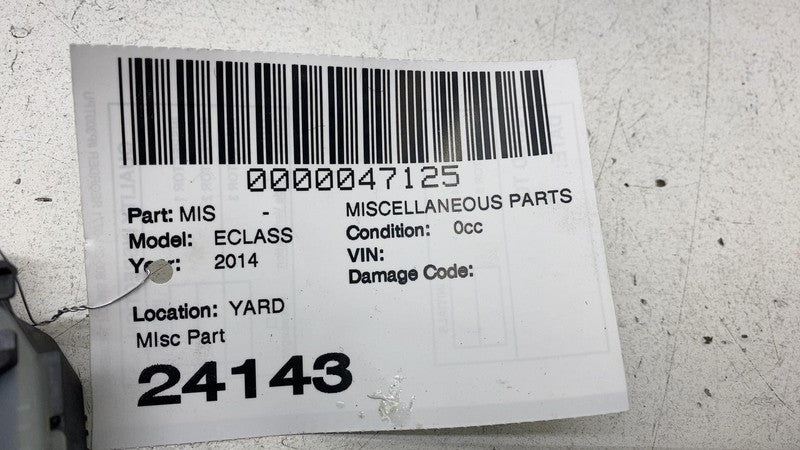 0000047125
Part: MIS - MISCELLANEOUS PARTS
Model: ECLASS Condition: 0cc
Year: 2014 VIN:
Damage Code:
Location: YARD
MIsc Part
24143